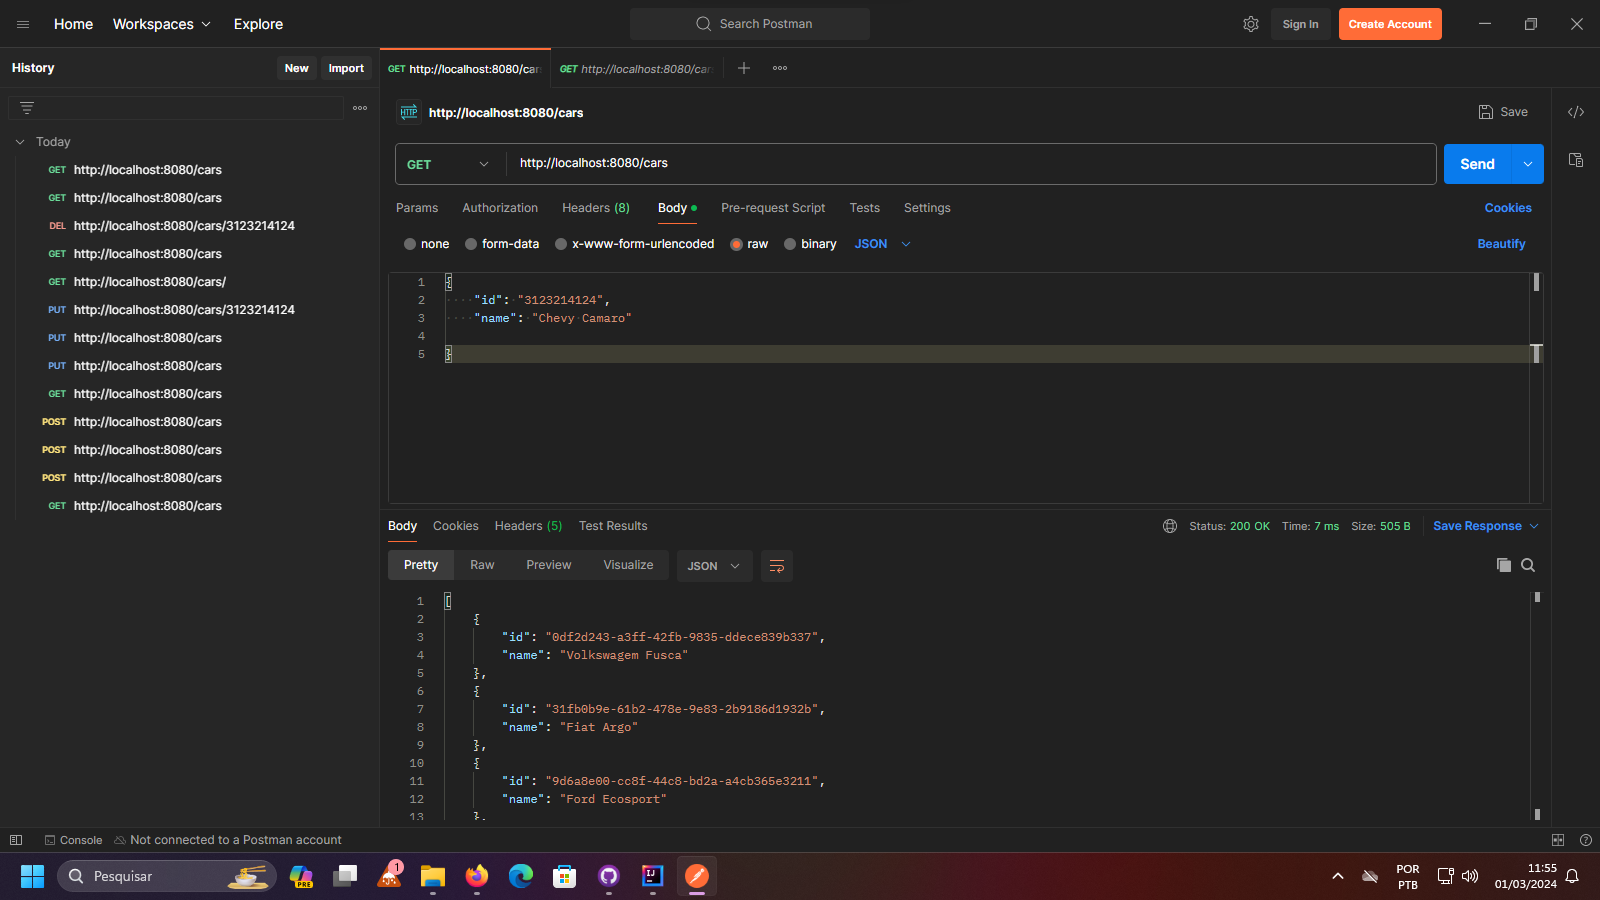 Home Workspaces Explore Search Postman Sign In Create Account
History New Import
GET http://localhost:8080/car GET http://localhost:8080/car
HTTP http://localhost:8080/cars Save
Today
GET http://localhost:8080/cars
GET http://localhost:8080/cars
DEL http://localhost:8080/cars/3123214124
GET http://localhost:8080/cars
GET http://localhost:8080/cars/
PUT http://localhost:8080/cars/3123214124
PUT http://localhost:8080/cars
PUT http://localhost:8080/cars
GET http://localhost:8080/cars
POST http://localhost:8080/cars
POST http://localhost:8080/cars
POST http://localhost:8080/cars
GET http://localhost:8080/cars
GET http://localhost:8080/cars Send
Params Authorization Headers (8) Body Pre-request Script Tests Settings Cookies
none form-data x-www-form-urlencoded raw binary JSON Beautify
1 {
2 "id": "3123214124",
3 "name": "Chevy Camaro"
4
5 }
Body Cookies Headers (5) Test Results Status: 200 OK Time: 7 ms Size: 505 B Save Response
Pretty Raw Preview Visualize JSON
1 [
2 {
3 "id": "0df2d243-a3ff-42fb-9835-ddece839b337",
4 "name": "Volkswagem Fusca"
5 },
6 {
7 "id": "31fb0b9e-61b2-478e-9e83-2b9186d1932b",
8 "name": "Fiat Argo"
9 },
10 {
11 "id": "9d6a8e00-cc8f-44c8-bd2a-a4cb365e3211",
12 "name": "Ford Ecosport"
13 },
Console Not connected to a Postman account
Pesquisar PRE 1 IJ POR 11:55
PTB 01/03/2024